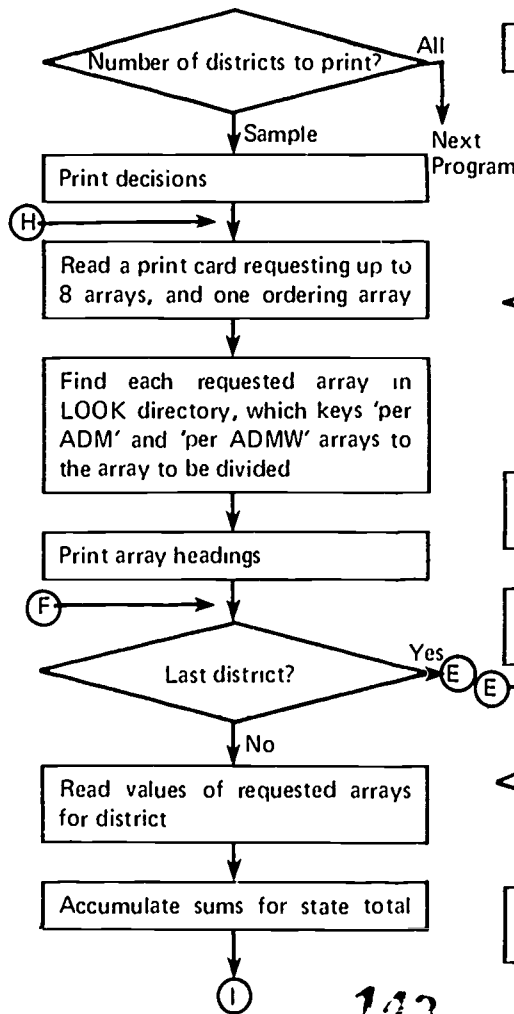 Number of districts to print?
All
Sample
Next
Program
Print decisions
H
Read a print card requesting up to
8 arrays, and one ordering array
Find each requested array in
LOOK directory, which keys 'per
ADM' and 'per ADMW' arrays to
the array to be divided
Print array headings
F
Last district?
Yes
E
E
No
Read values of requested arrays
for district
Accumulate sums for state total
I